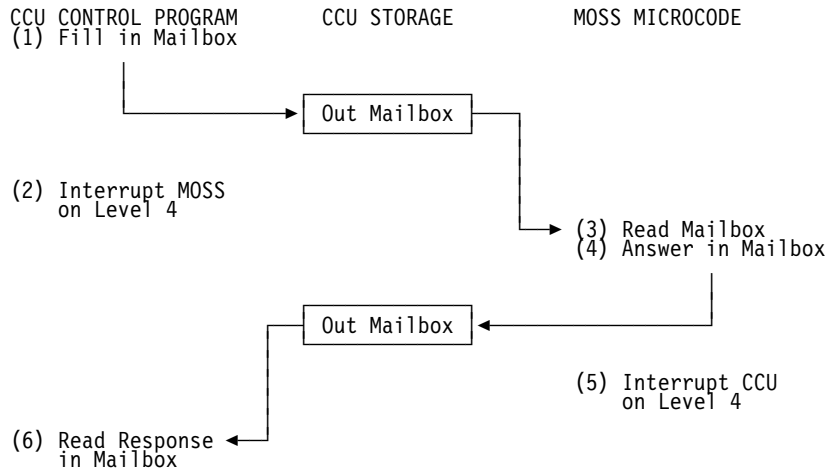 CCU CONTROL PROGRAM CCU STORAGE MOSS MICROCODE
(1) Fill in Mailbox
Out Mailbox
(2) Interrupt MOSS
on Level 4
(3) Read Mailbox
(4) Answer in Mailbox
Out Mailbox
(5) Interrupt CCU
on Level 4
(6) Read Response
in Mailbox